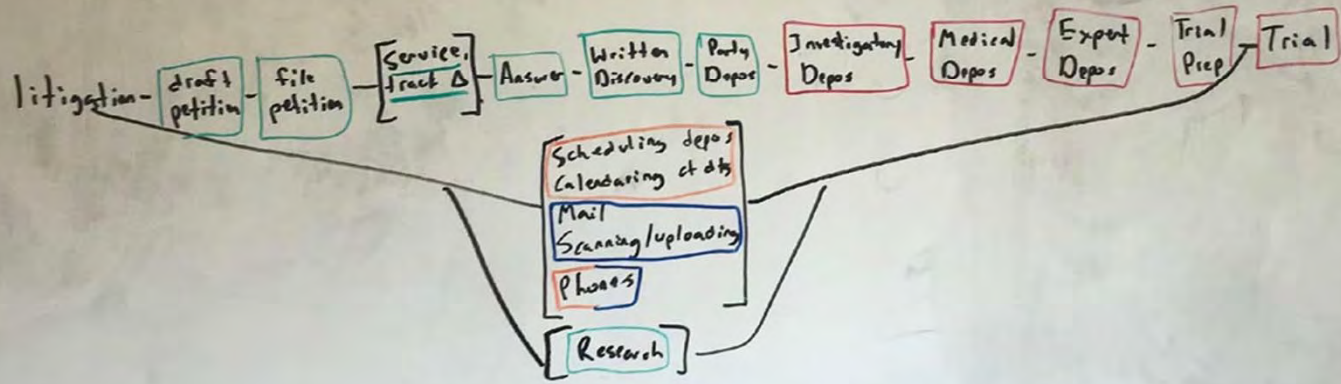 litigation - draft petition - file petition - [Service, track Δ] - Answer - Written Discovery - Party Depos - Investigatory Depos - Medical Depos - Expert Depos - Trial Prep - Trial
Scheduling depos
Calendaring ct dts
Mail
Scanning/uploading
Phones
[Research]